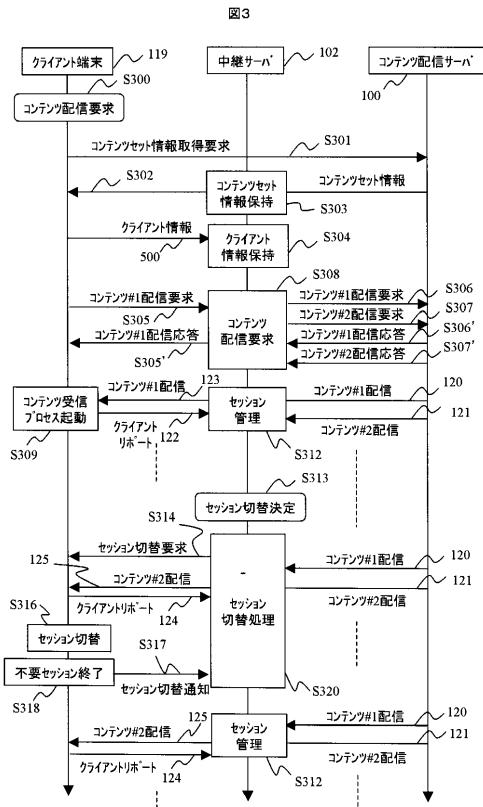 図3
119
102
クライアント端末
中継サーバ
コンテンツ配信サーバ
S300
100
コンテンツ配信要求
コンテンツセット情報取得要求
S301
S302
コンテンツセット
情報保持
コンテンツセット情報
S303
クライアント情報
500
クライアント
情報保持
S304
S308
コンテンツ#1配信要求
S305
コンテンツ#1配信応答
S305'
コンテンツ
配信要求
コンテンツ#1配信要求
S306
コンテンツ#2配信要求
S307
コンテンツ#1配信応答
S306'
コンテンツ#2配信応答
S307'
コンテンツ#1配信
123
コンテンツ#1配信
120
コンテンツ受信
プロセス起動
S309
クライアント
リポート
122
セッション
管理
S312
121
コンテンツ#2配信
S313
セッション切替決定
S314
セッション切替要求
125
コンテンツ#2配信
コンテンツ#1配信
120
121
コンテンツ#2配信
クライアントリポート
124
セッション
切替処理
S316
セッション切替
S317
不要セッション終了
セッション切替通知
S318
S320
125
コンテンツ#2配信
セッション
管理
コンテンツ#1配信
120
121
コンテンツ#2配信
クライアントリポート
124
S312